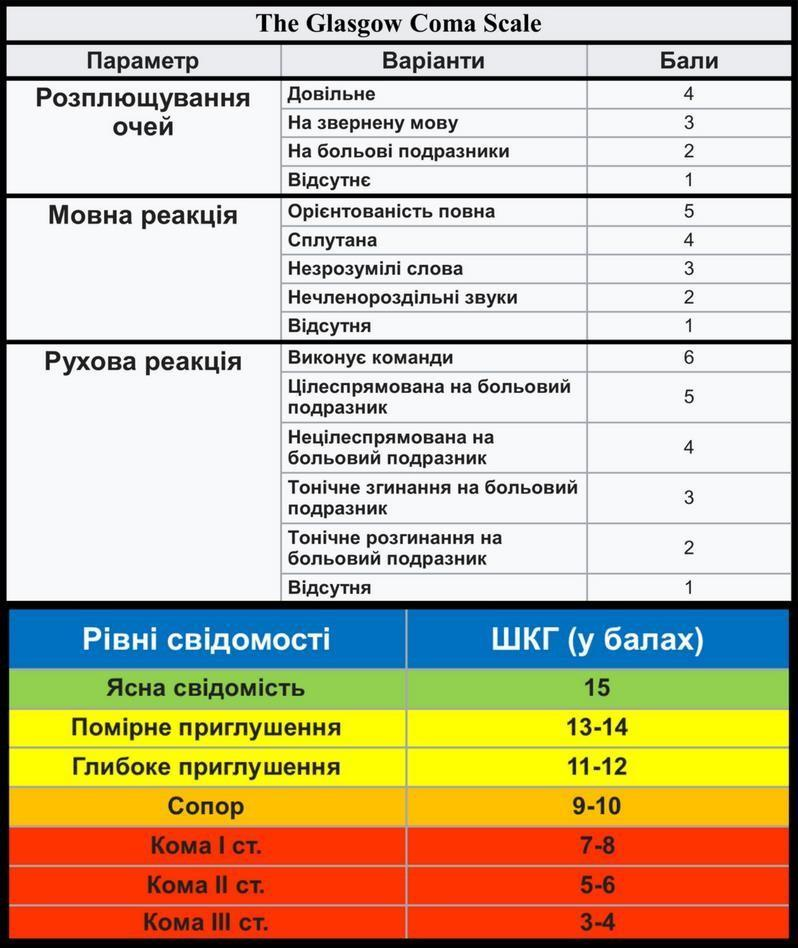 The Glasgow Coma Scale
Параметр Варіанти Бали
Розплющування очей
Довільне 4
На звернену мову 3
На больові подразники 2
Відсутнє 1
Мовна реакція
Орієнтованість повна 5
Сплутана 4
Незрозумілі слова 3
Нечленороздільні звуки 2
Відсутня 1
Рухова реакція
Виконує команди 6
Цілеспрямована на больовий
подразник 5
Нецілеспрямована на
больовий подразник 4
Тонічне згинання на больовий
подразник 3
Тонічне розгинання на
больовий подразник 2
Відсутня 1
Рівні свідомості ШКГ (у балах)
Ясна свідомість 15
Помірне приглушення 13-14
Глибоке приглушення 11-12
Сопор 9-10
Кома І ст. 7-8
Кома ІІ ст. 5-6
Кома ІІІ ст. 3-4